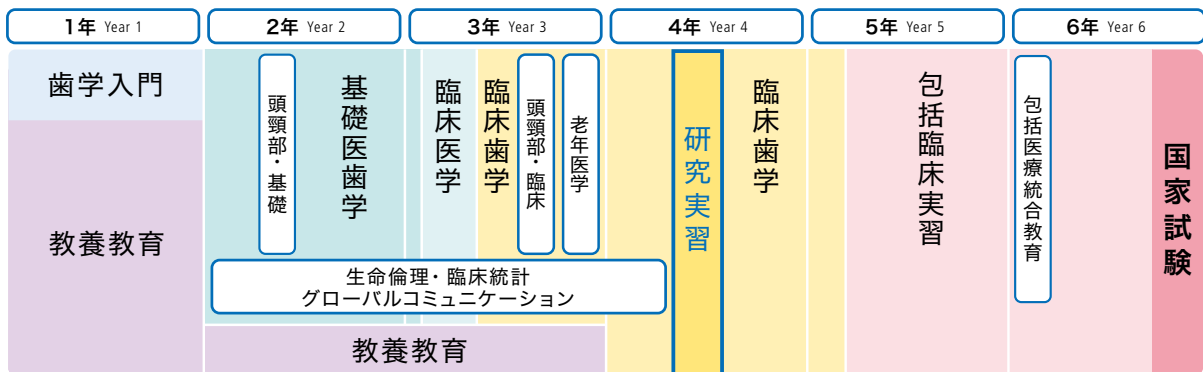 1年 Year 1
2年 Year 2
3年 Year 3
4年 Year 4
5年 Year 5
6年 Year 6
歯学入門
教養教育
頭頸部・基礎
基礎医歯学
臨床医学
臨床歯学
頭頸部・臨床
老年医学
生命倫理・臨床統計
グローバルコミュニケーション
教養教育
研究実習
臨床歯学
包括臨床実習
包括医療統合教育
国家試験